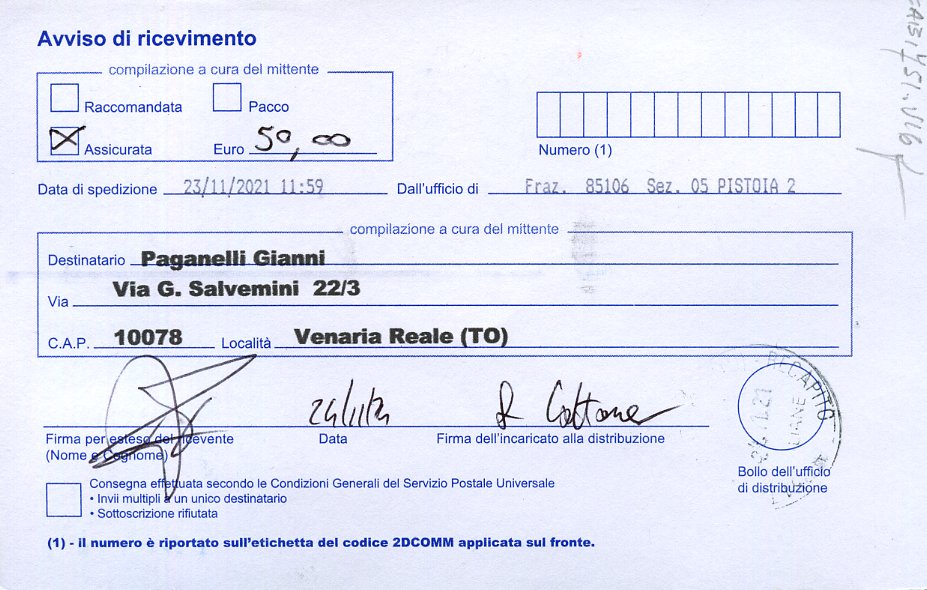 Avviso di ricevimento
compilazione a cura del mittente
Raccomandata Pacco
Assicurata Euro 50,00
Numero (1)
Data di spedizione 23/11/2021 11:59 Dall'ufficio di Fraz. 85106 Sez. 05 PISTOIA 2
compilazione a cura del mittente
Destinatario Paganelli Gianni
Via Via G. Salvemini 22/3
C.A.P. 10078 Località Venaria Reale (TO)
RECAPITO
Firma per esteso del ricevente Data Firma dell'incaricato alla distribuzione
(Nome e Cognome)
Bollo dell'ufficio
di distribuzione
Consegna effettuata secondo le Condizioni Generali del Servizio Postale Universale
• Invii multipli a un unico destinatario
• Sottoscrizione rifiutata
(1) - il numero è riportato sull'etichetta del codice 2DCOMM applicata sul fronte.